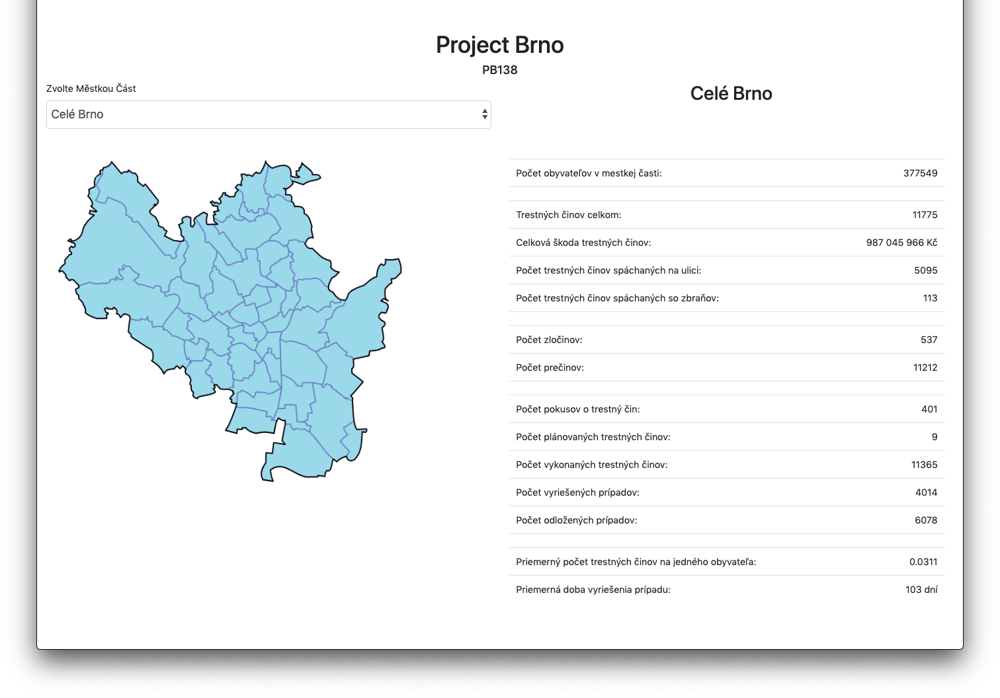 Project Brno
PB138
Zvolte Městkou Část
Celé Brno
Celé Brno
Počet obyvateľov v mestkej časti: 377549
Trestných činov celkom: 11775
Celková škoda trestných činov: 987 045 966 Kč
Počet trestných činov spáchaných na ulici: 5095
Počet trestných činov spáchaných so zbraňov: 113
Počet zločinov: 537
Počet prečinov: 11212
Počet pokusov o trestný čin: 401
Počet plánovaných trestných činov: 9
Počet vykonaných trestných činov: 11365
Počet vyriešených prípadov: 4014
Počet odložených prípadov: 6078
Priemerný počet trestných činov na jedného obyvateľa: 0.0311
Priemerná doba vyriešenia prípadu: 103 dní